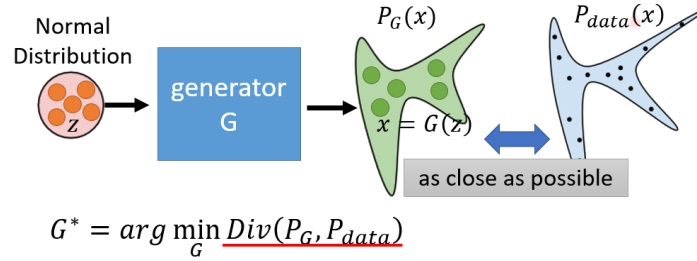 Normal
Distribution
z
generator
G
P_G(x)
x = G(z)
P_data(x)
as close as possible
G* = arg min_G Div(P_G, P_data)